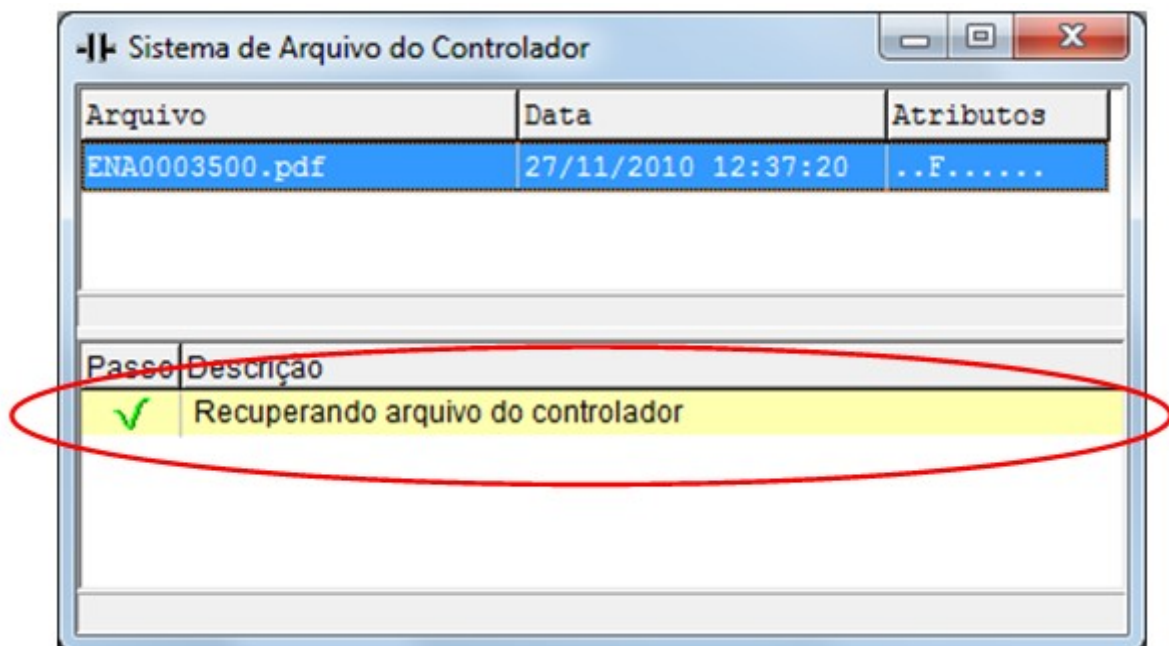 Sistema de Arquivo do Controlador
Arquivo Data Atributos
ENA0003500.pdf 27/11/2010 12:37:20 ..F......
Passo Descrição
Recuperando arquivo do controlador